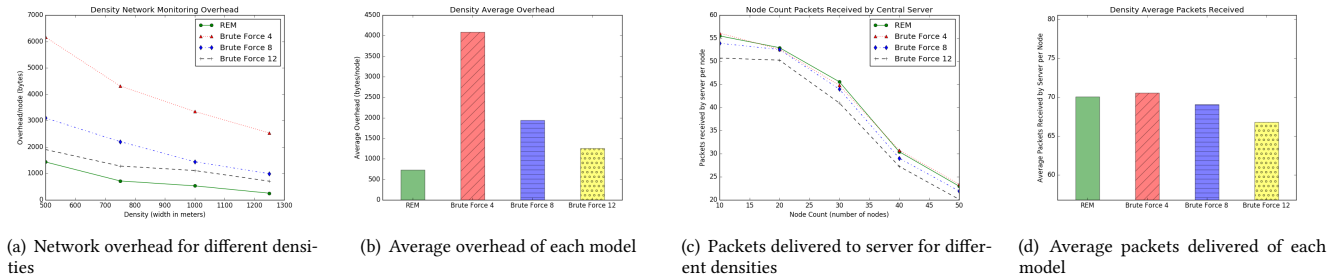 Density Network Monitoring Overhead
7000
6000
5000
4000
3000
2000
1000
0
Overhead/node (bytes)
REM
Brute Force 4
Brute Force 8
Brute Force 12
500 600 700 800 900 1000 1100 1200 1300
Density (width in meters)
(a) Network overhead for different densi-
ties
Density Average Overhead
4500
4000
3500
3000
2500
2000
1500
1000
500
0
Average Overhead (bytes/node)
REM Brute Force 4 Brute Force 8 Brute Force 12
(b) Average overhead of each model
Node Count Packets Received by Central Server
60
55
50
45
40
35
30
25
20
Packets received by server per node
REM
Brute Force 4
Brute Force 8
Brute Force 12
10 15 20 25 30 35 40 45 50
Node Count (number of nodes)
(c) Packets delivered to server for differ-
ent densities
Density Average Packets Received
80
75
70
65
60
Average Packets Received by Server per Node
REM Brute Force 4 Brute Force 8 Brute Force 12
(d) Average packets delivered of each
model